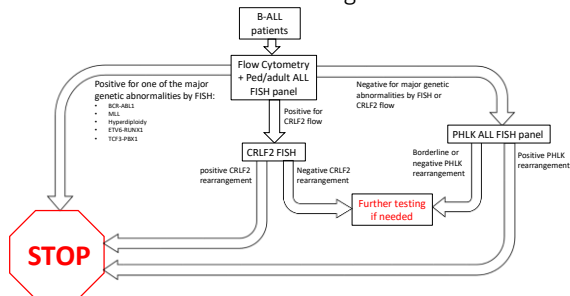 B-ALL
patients
Flow Cytometry
+ Ped/adult ALL
FISH panel
Positive for one of the major
genetic abnormalities by FISH:
• BCR-ABL1
• MLL
• Hyperdiploidy
• ETV6-RUNX1
• TCF3-PBX1
Negative for major genetic
abnormalities by FISH or
CRLF2 flow
Positive for
CRLF2 flow
PHLK ALL FISH panel
CRLF2 FISH
Borderline or
negative PHLK
rearrangement
Positive PHLK
rearrangement
positive CRLF2
rearrangement
Negative CRLF2
rearrangement
Further testing
if needed
STOP